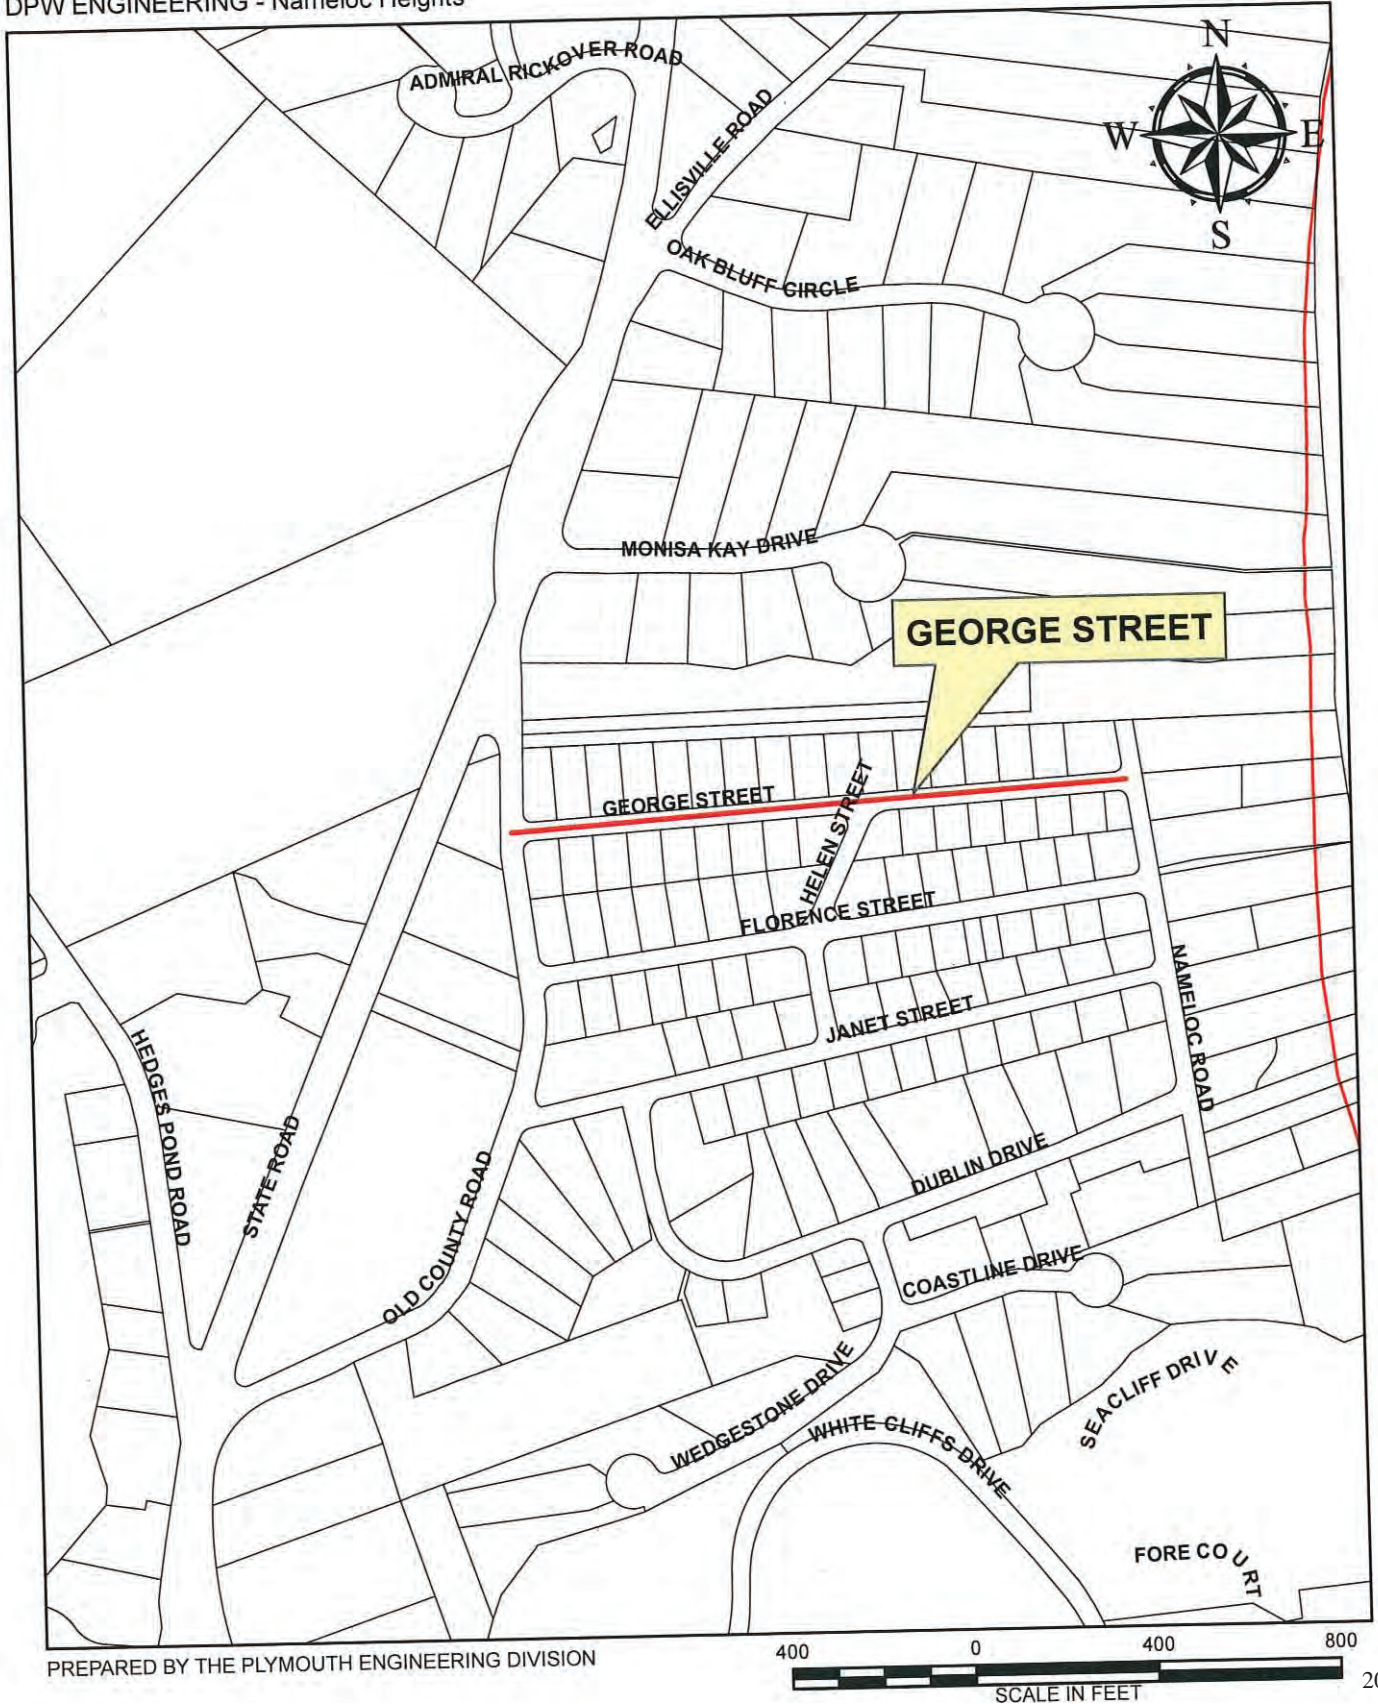 DPW ENGINEERING - Nameloc Heights
N
ADMIRAL RICKOVER ROAD
ELLISVILLE ROAD
W
E
S
OAK BLUFF CIRCLE
MONISA KAY DRIVE
GEORGE STREET
GEORGE STREET
HELEN STREET
FLORENCE STREET
NAMELOC ROAD
JANET STREET
HEDGES POND ROAD
STATE ROAD
OLD COUNTY ROAD
DUBLIN DRIVE
COASTLINE DRIVE
WEDGESTONE DRIVE
SEACLIFF DRIVE
WHITE CLIFFS DRIVE
FORE COURT
PREPARED BY THE PLYMOUTH ENGINEERING DIVISION
400 0 400 800
SCALE IN FEET